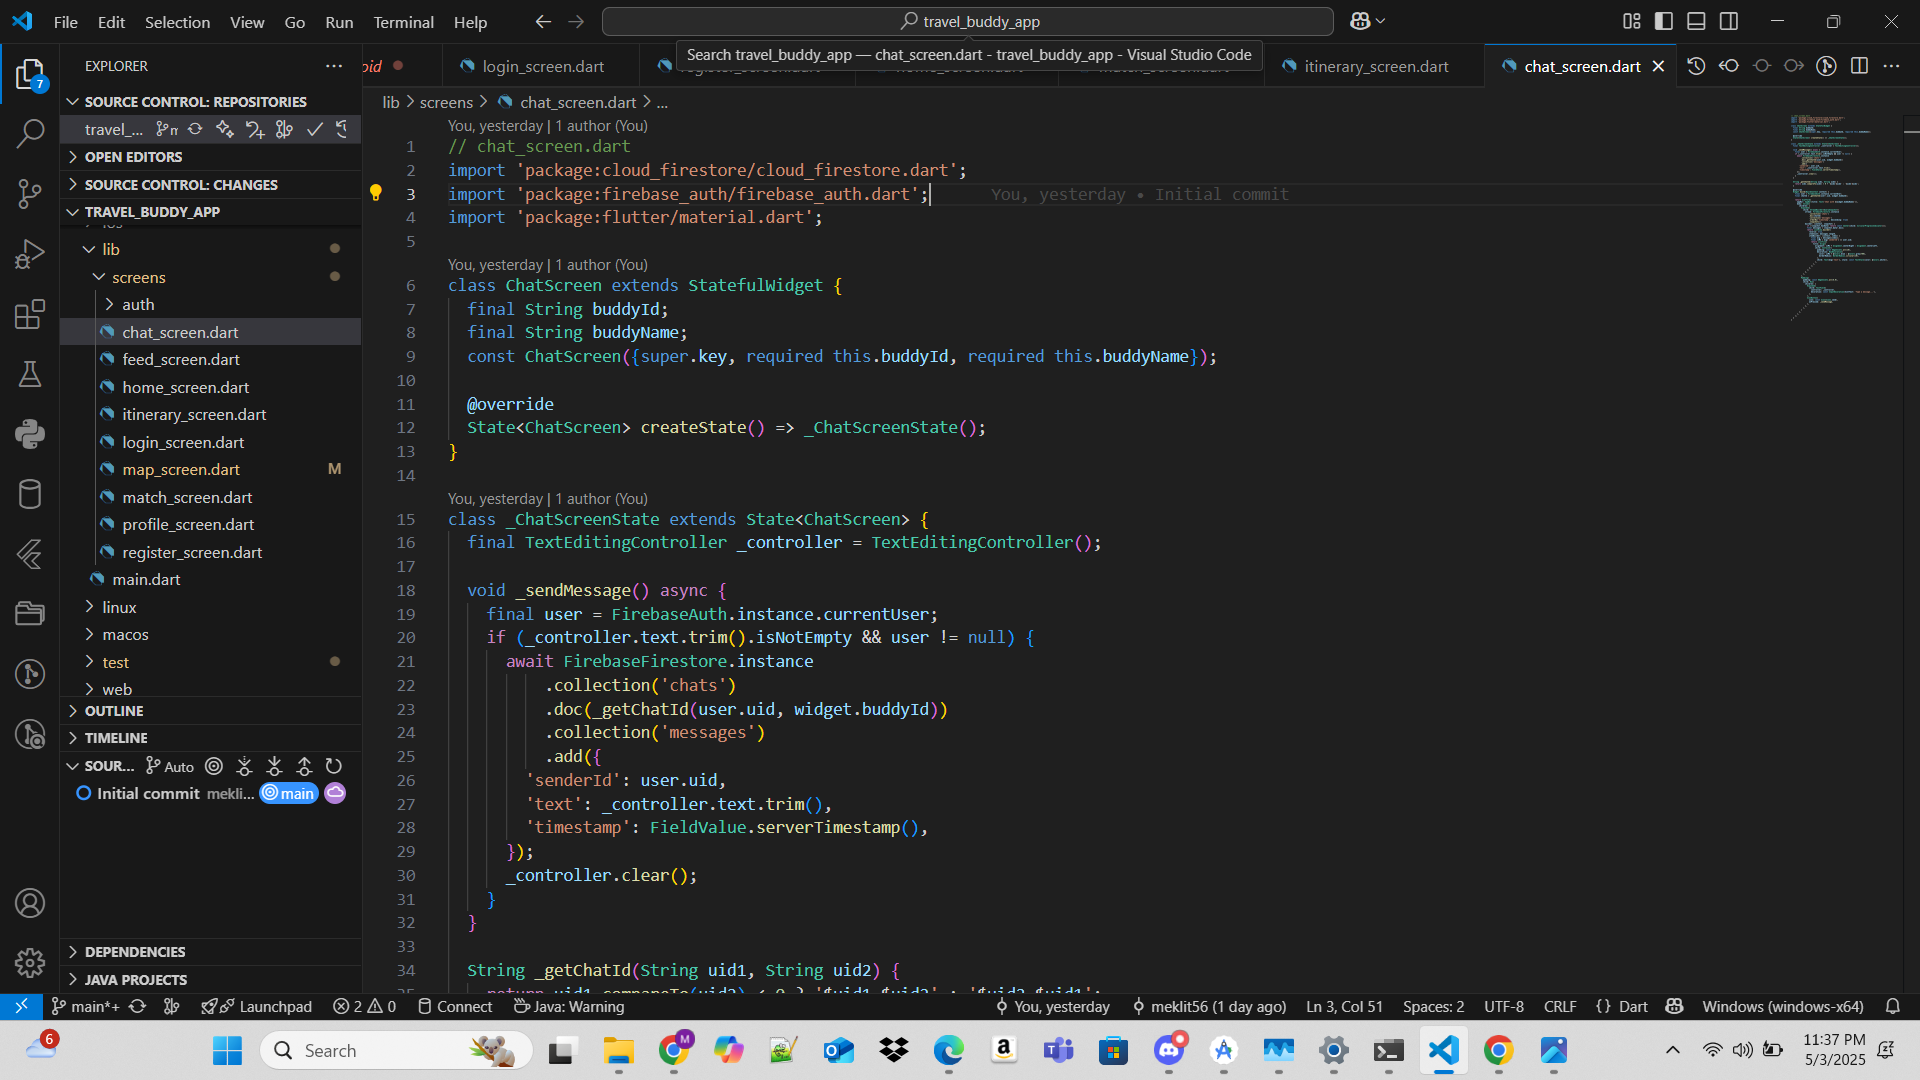 File Edit Selection View Go Run Terminal Help
travel_buddy_app
Search travel_buddy_app — chat_screen.dart - travel_buddy_app - Visual Studio Code
EXPLORER
login_screen.dart
itinerary_screen.dart
chat_screen.dart
SOURCE CONTROL: REPOSITORIES
travel_...
OPEN EDITORS
SOURCE CONTROL: CHANGES
TRAVEL_BUDDY_APP
lib
screens
auth
chat_screen.dart
feed_screen.dart
home_screen.dart
itinerary_screen.dart
login_screen.dart
map_screen.dart M
match_screen.dart
profile_screen.dart
register_screen.dart
main.dart
linux
macos
test
web
OUTLINE
TIMELINE
SOUR... Auto
Initial commit mekli... main
DEPENDENCIES
JAVA PROJECTS
7
lib > screens > chat_screen.dart > ...
You, yesterday | 1 author (You)
1 // chat_screen.dart
2 import 'package:cloud_firestore/cloud_firestore.dart';
3 import 'package:firebase_auth/firebase_auth.dart'; You, yesterday • Initial commit
4 import 'package:flutter/material.dart';
5
You, yesterday | 1 author (You)
6 class ChatScreen extends StatefulWidget {
7 final String buddyId;
8 final String buddyName;
9 const ChatScreen({super.key, required this.buddyId, required this.buddyName});
10
11 @override
12 State<ChatScreen> createState() => _ChatScreenState();
13 }
14
You, yesterday | 1 author (You)
15 class _ChatScreenState extends State<ChatScreen> {
16 final TextEditingController _controller = TextEditingController();
17
18 void _sendMessage() async {
19 final user = FirebaseAuth.instance.currentUser;
20 if (_controller.text.trim().isNotEmpty && user != null) {
21 await FirebaseFirestore.instance
22 .collection('chats')
23 .doc(_getChatId(user.uid, widget.buddyId))
24 .collection('messages')
25 .add({
26 'senderId': user.uid,
27 'text': _controller.text.trim(),
28 'timestamp': FieldValue.serverTimestamp(),
29 });
30 _controller.clear();
31 }
32 }
33
34 String _getChatId(String uid1, String uid2) {
main*+ Launchpad 2 0 Connect Java: Warning You, yesterday meklit56 (1 day ago) Ln 3, Col 51 Spaces: 2 UTF-8 CRLF {} Dart Windows (windows-x64)
6
Search
M
11:37 PM
5/3/2025